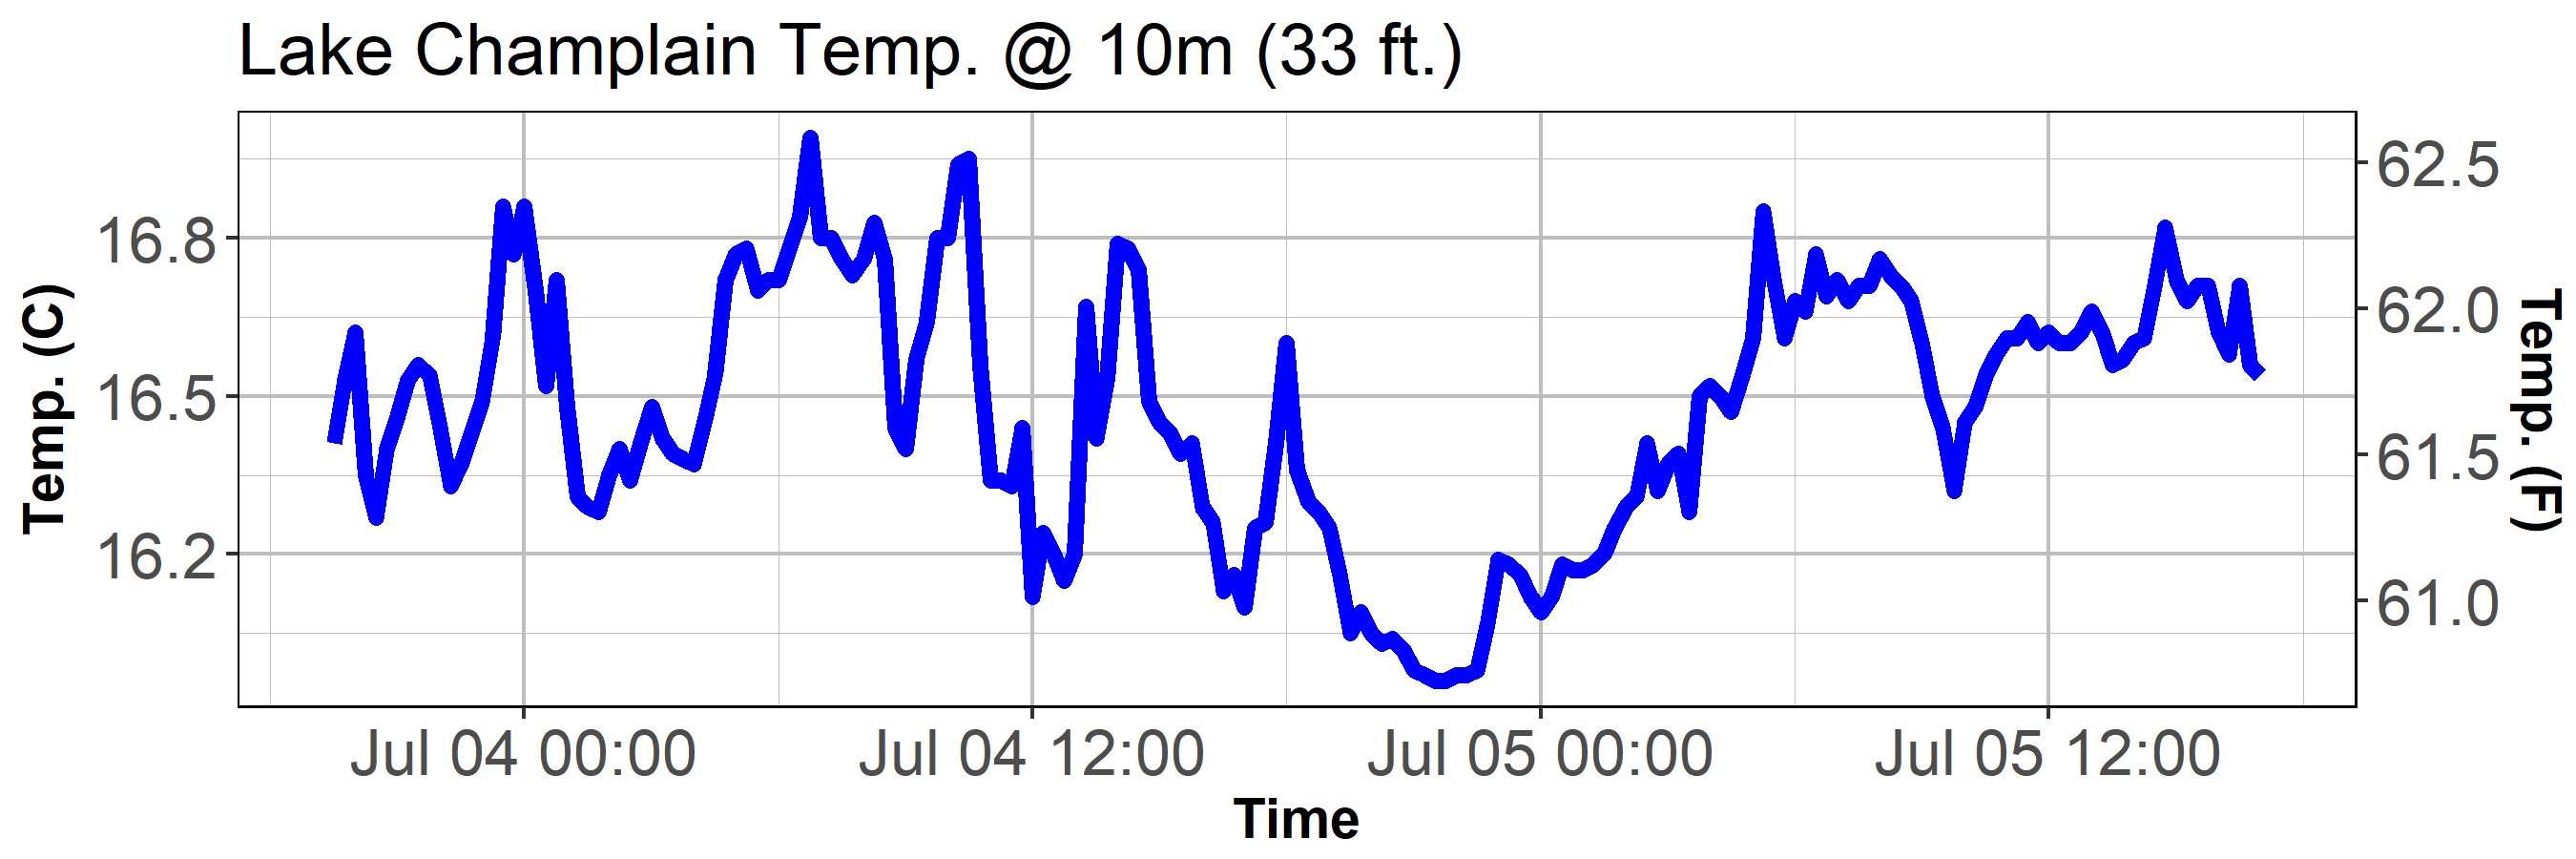 Lake Champlain Temp. @ 10m (33 ft.)
Temp. (C)
16.8
16.5
16.2
62.5
62.0
61.5
61.0
Temp. (F)
Jul 04 00:00 Jul 04 12:00 Jul 05 00:00 Jul 05 12:00
Time